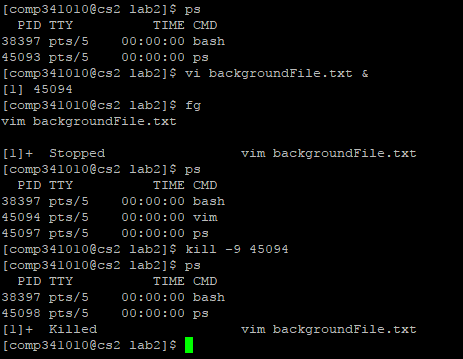 [comp341010@cs2 lab2]$ ps
PID TTY TIME CMD
38397 pts/5 00:00:00 bash
45093 pts/5 00:00:00 ps
[comp341010@cs2 lab2]$ vi backgroundFile.txt &
[1] 45094
[comp341010@cs2 lab2]$ fg
vim backgroundFile.txt
[1]+ Stopped vim backgroundFile.txt
[comp341010@cs2 lab2]$ ps
PID TTY TIME CMD
38397 pts/5 00:00:00 bash
45094 pts/5 00:00:00 vim
45097 pts/5 00:00:00 ps
[comp341010@cs2 lab2]$ kill -9 45094
[comp341010@cs2 lab2]$ ps
PID TTY TIME CMD
38397 pts/5 00:00:00 bash
45098 pts/5 00:00:00 ps
[1]+ Killed vim backgroundFile.txt
[comp341010@cs2 lab2]$